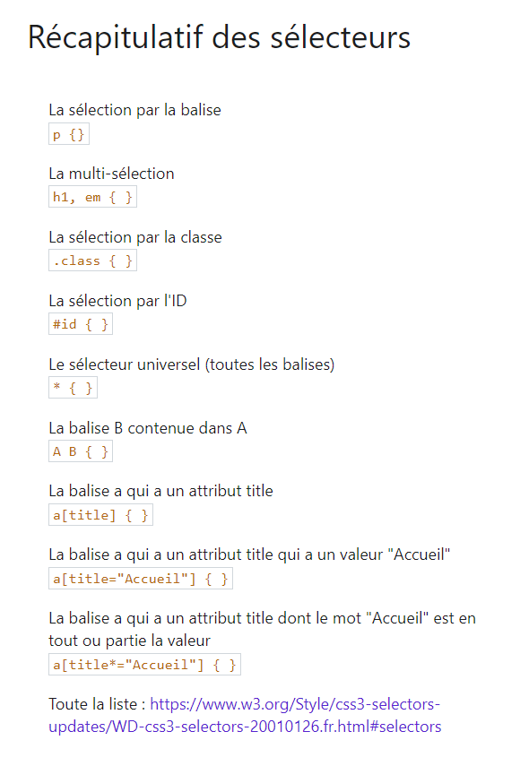 Récapitulatif des sélecteurs
La sélection par la balise
p {}
La multi-sélection
h1, em { }
La sélection par la classe
.class { }
La sélection par l'ID
#id { }
Le sélecteur universel (toutes les balises)
* { }
La balise B contenue dans A
A B { }
La balise a qui a un attribut title
a[title] { }
La balise a qui a un attribut title qui a un valeur "Accueil"
a[title="Accueil"] { }
La balise a qui a un attribut title dont le mot "Accueil" est en
tout ou partie la valeur
a[title*="Accueil"] { }
Toute la liste : https://www.w3.org/Style/css3-selectors-
updates/WD-css3-selectors-20010126.fr.html#selectors